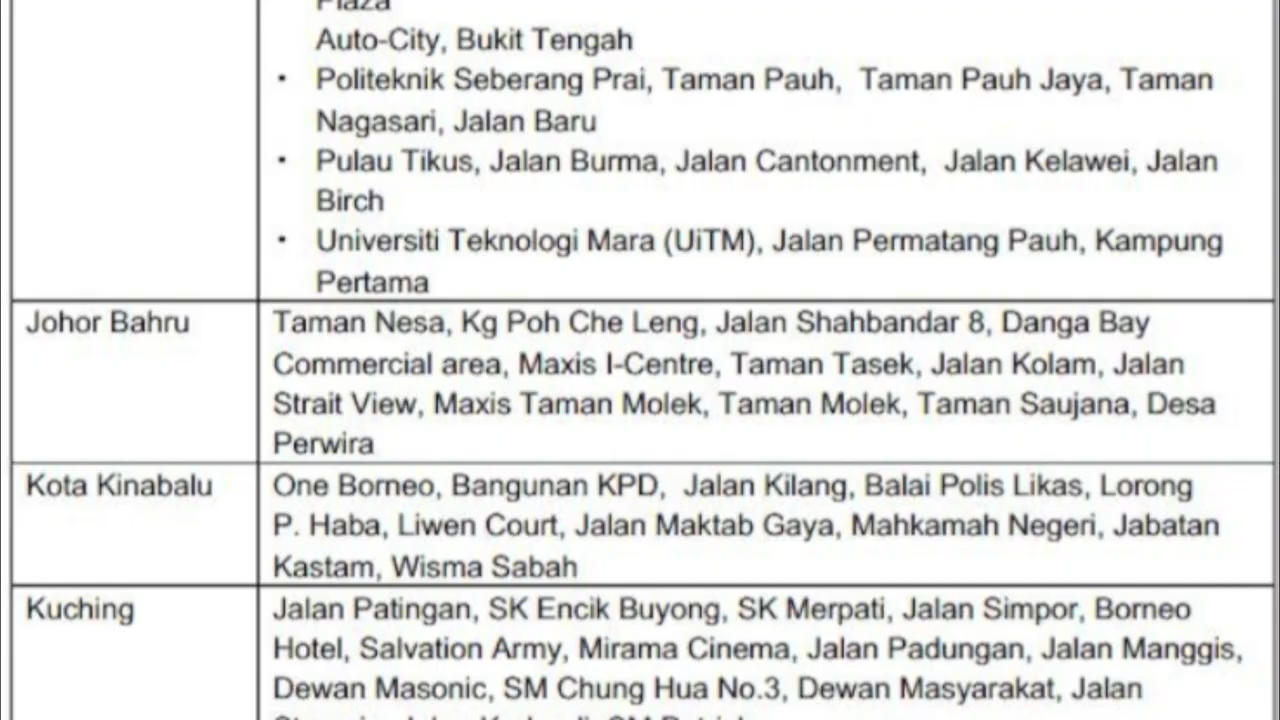 Plaza
Auto-City, Bukit Tengah
• Politeknik Seberang Prai, Taman Pauh, Taman Pauh Jaya, Taman
Nagasari, Jalan Baru
• Pulau Tikus, Jalan Burma, Jalan Cantonment, Jalan Kelawei, Jalan
Birch
• Universiti Teknologi Mara (UiTM), Jalan Permatang Pauh, Kampung
Pertama
Johor Bahru
Taman Nesa, Kg Poh Che Leng, Jalan Shahbandar 8, Danga Bay
Commercial area, Maxis I-Centre, Taman Tasek, Jalan Kolam, Jalan
Strait View, Maxis Taman Molek, Taman Molek, Taman Saujana, Desa
Perwira
Kota Kinabalu
One Borneo, Bangunan KPD, Jalan Kilang, Balai Polis Likas, Lorong
P. Haba, Liwen Court, Jalan Maktab Gaya, Mahkamah Negeri, Jabatan
Kastam, Wisma Sabah
Kuching
Jalan Patingan, SK Encik Buyong, SK Merpati, Jalan Simpor, Borneo
Hotel, Salvation Army, Mirama Cinema, Jalan Padungan, Jalan Manggis,
Dewan Masonic, SM Chung Hua No.3, Dewan Masyarakat, Jalan